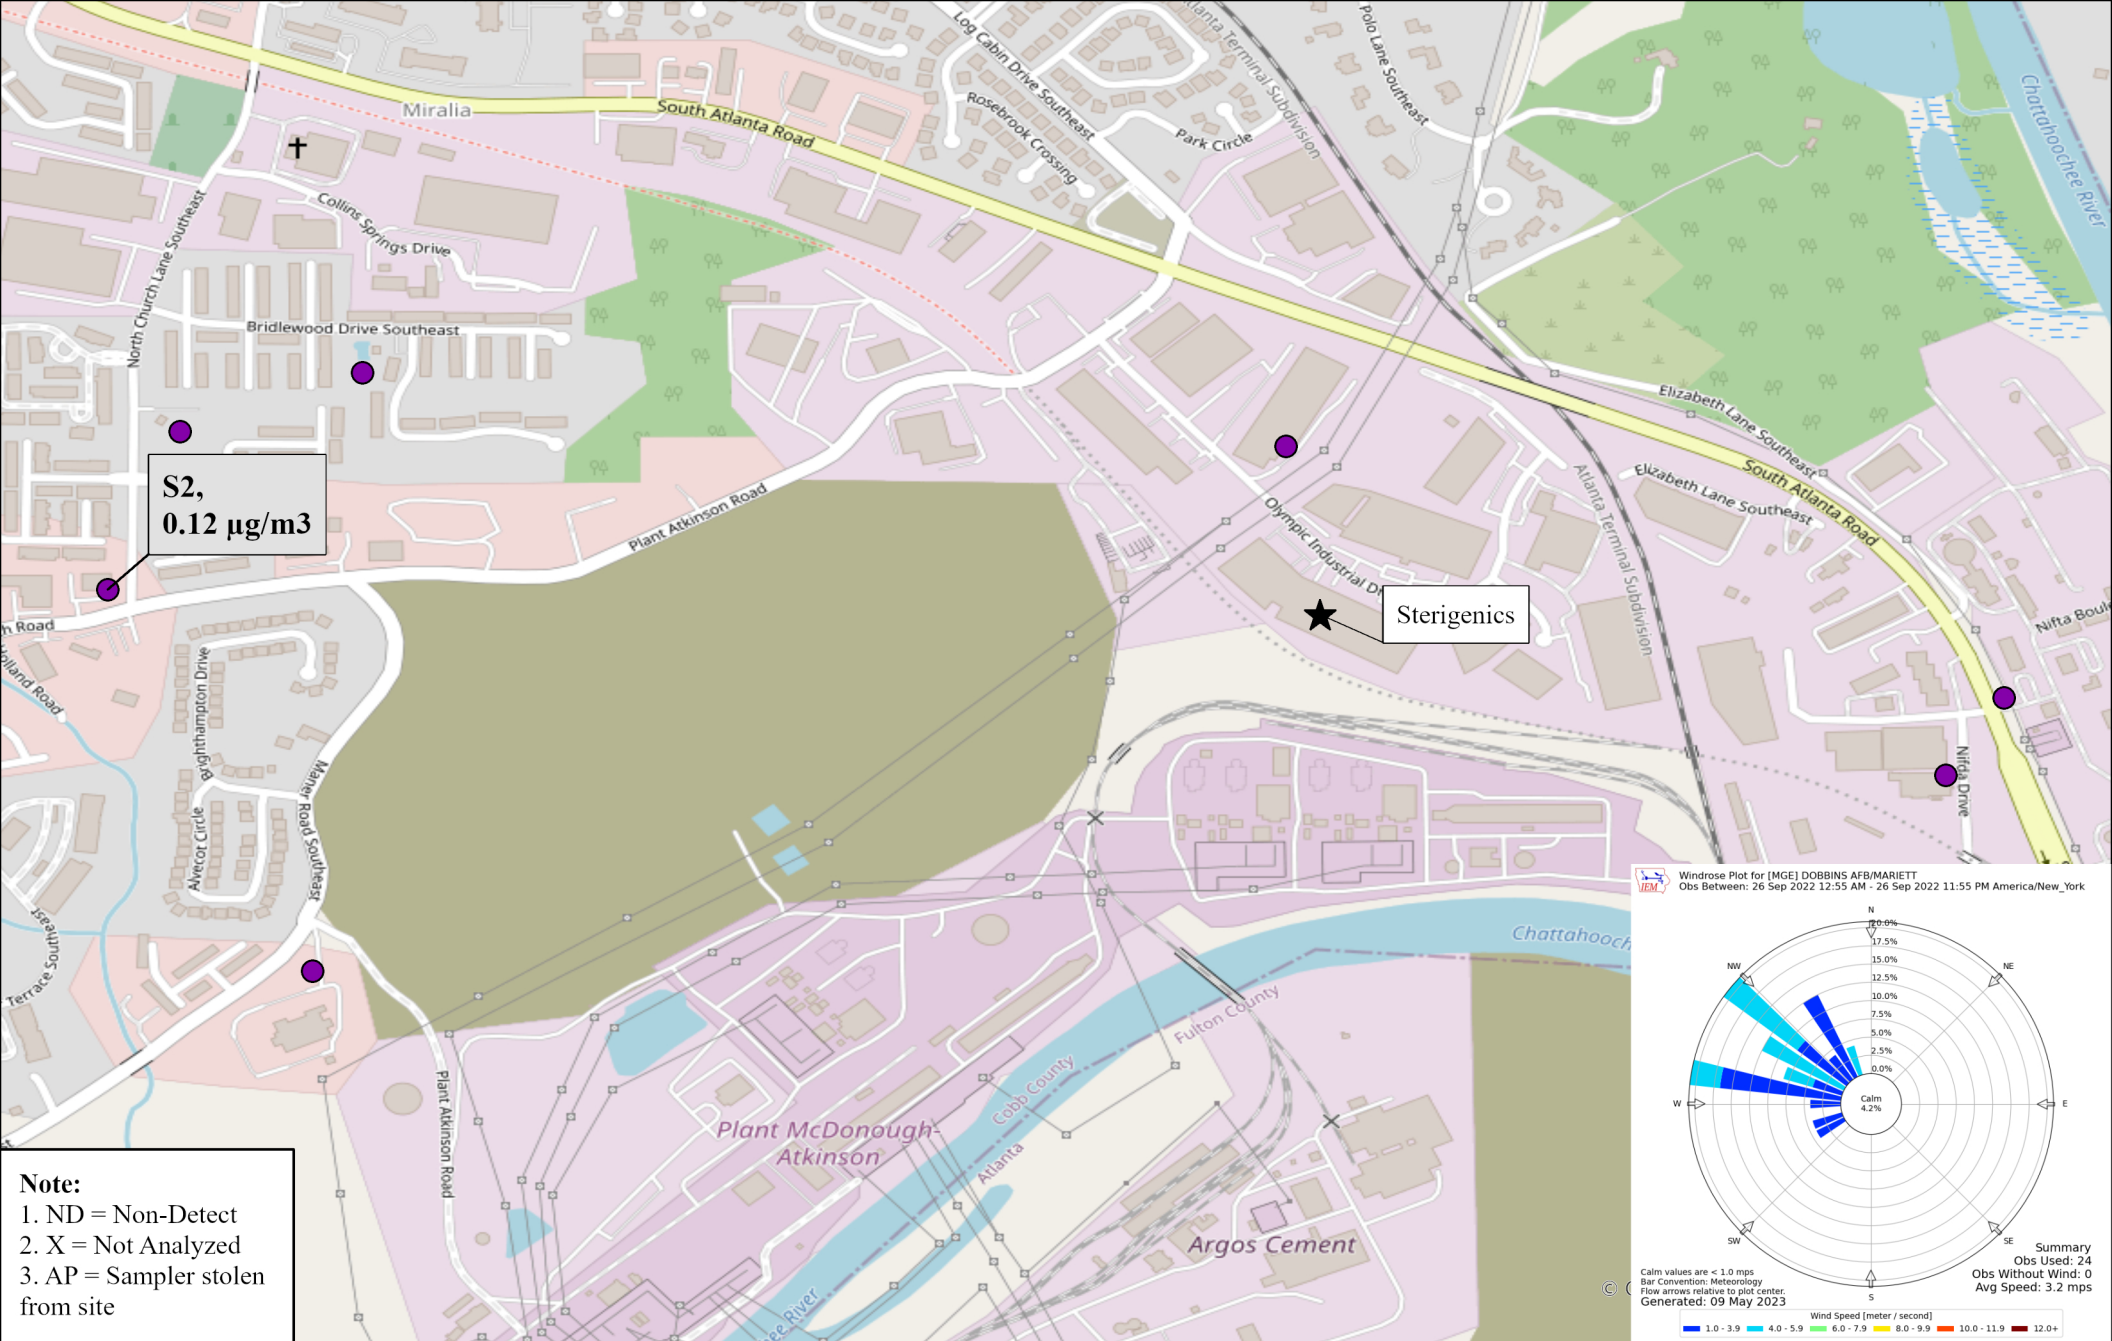 Log Cabin Drive Southeast
Atlanta Terminal Subdivision
Polo Lane Southeast
Chattahoochee River
Miralia
South Atlanta Road
Rosebrook Crossing
Park Circle
Collins Springs Drive
North Church Lane Southeast
Bridlewood Drive Southeast
Elizabeth Lane Southeast
South Atlanta Road
Elizabeth Lane Southeast
S2,
0.12 µg/m3
Plant Atkinson Road
Olympic Industrial Dr
Atlanta Terminal Subdivision
Sterigenics
Nifta Boule
h Road
Holland Road
Brighthampton Drive
Maner Road Southeast
Alvecot Circle
Nifda Drive
Terrace Southeast
Chattahooch
Fulton County
Cobb County
Atlanta
Plant Atkinson Road
Plant McDonough-
Atkinson
Argos Cement
ee River
Note:
1. ND = Non-Detect
2. X = Not Analyzed
3. AP = Sampler stolen
from site
©
IEM
Windrose Plot for [MGE] DOBBINS AFB/MARIETT
Obs Between: 26 Sep 2022 12:55 AM - 26 Sep 2022 11:55 PM America/New_York
N
20.0%
17.5%
15.0%
12.5%
10.0%
7.5%
5.0%
2.5%
0.0%
NW
NE
W
E
Calm
4.2%
SW
SE
S
Summary
Obs Used: 24
Obs Without Wind: 0
Avg Speed: 3.2 mps
Calm values are < 1.0 mps
Bar Convention: Meteorology
Flow arrows relative to plot center.
Generated: 09 May 2023
Wind Speed [meter / second]
1.0 - 3.9 4.0 - 5.9 6.0 - 7.9 8.0 - 9.9 10.0 - 11.9 12.0+